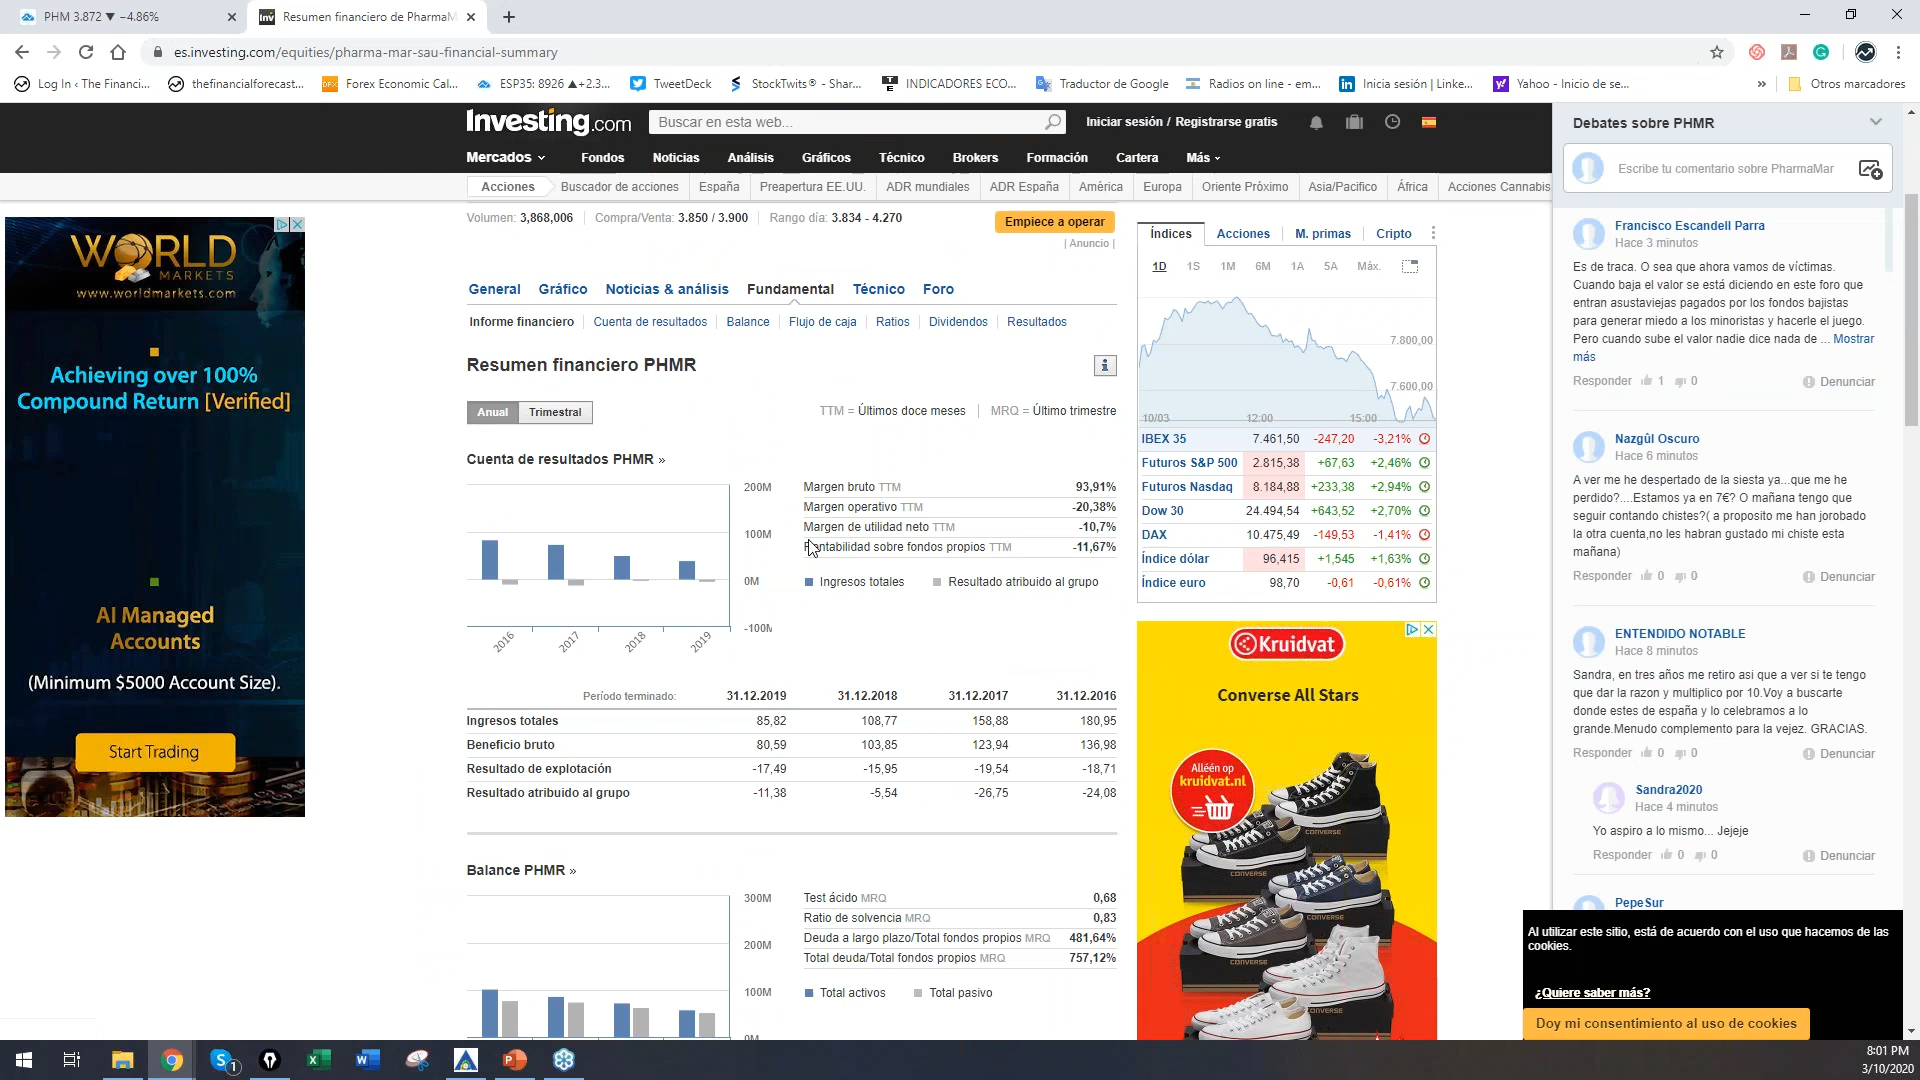 PHM 3.872 ▼ −4.86%
Resumen financiero de PharmaM
es.investing.com/equities/pharma-mar-sau-financial-summary
Log In ‹ The Financi...
thefinancialforecast...
Forex Economic Cal...
ESP35: 8926 ▲+2.3...
TweetDeck
StockTwits® - Shar...
INDICADORES ECO...
Traductor de Google
Radios on line - em...
Inicia sesión | Linke...
Yahoo - Inicio de se...
»
Otros marcadores
Investing.com
Buscar en esta web...
Iniciar sesión / Registrarse gratis
Mercados
Fondos
Noticias
Análisis
Gráficos
Técnico
Brokers
Formación
Cartera
Más
Acciones
Buscador de acciones
España
Preapertura EE.UU.
ADR mundiales
ADR España
América
Europa
Oriente Próximo
Asia/Pacifico
África
Acciones Cannabis
Volumen: 3,868,006
Compra/Venta: 3.850 / 3.900
Rango día: 3.834 - 4.270
Empiece a operar
| Anuncio |
General
Gráfico
Noticias & análisis
Fundamental
Técnico
Foro
Informe financiero
Cuenta de resultados
Balance
Flujo de caja
Ratios
Dividendos
Resultados
Resumen financiero PHMR
Anual
Trimestral
TTM = Últimos doce meses | MRQ = Último trimestre
Cuenta de resultados PHMR »
200M
100M
0M
-100M
2016
2017
2018
2019
Margen bruto TTM 93,91%
Margen operativo TTM -20,38%
Margen de utilidad neto TTM -10,7%
Rentabilidad sobre fondos propios TTM -11,67%
Ingresos totales
Resultado atribuido al grupo
Período terminado: 31.12.2019 31.12.2018 31.12.2017 31.12.2016
Ingresos totales 85,82 108,77 158,88 180,95
Beneficio bruto 80,59 103,85 123,94 136,98
Resultado de explotación -17,49 -15,95 -19,54 -18,71
Resultado atribuido al grupo -11,38 -5,54 -26,75 -24,08
Balance PHMR »
300M
200M
100M
0M
Test ácido MRQ 0,68
Ratio de solvencia MRQ 0,83
Deuda a largo plazo/Total fondos propios MRQ 481,64%
Total deuda/Total fondos propios MRQ 757,12%
Total activos
Total pasivo
WORLD
MARKETS
www.worldmarkets.com
Achieving over 100%
Compound Return [Verified]
AI Managed
Accounts
(Minimum $5000 Account Size).
Start Trading
Índices
Acciones
M. primas
Cripto
1D
1S
1M
6M
1A
5A
Máx.
7.800,00
7.600,00
10/03
12:00
15:00
IBEX 35 7.461,50 -247,20 -3,21%
Futuros S&P 500 2.815,38 +67,63 +2,46%
Futuros Nasdaq 8.184,88 +233,38 +2,94%
Dow 30 24.494,54 +643,52 +2,70%
DAX 10.475,49 -149,53 -1,41%
Índice dólar 96,415 +1,545 +1,63%
Índice euro 98,70 -0,61 -0,61%
Kruidvat
Converse All Stars
Alléén op
kruidvat.nl
CONVERSE
CONVERSE
CONVERSE
CONVERSE
CONVERSE
CONVERSE
Debates sobre PHMR
Escribe tu comentario sobre PharmaMar
Francisco Escandell Parra
Hace 3 minutos
Es de traca. O sea que ahora vamos de víctimas.
Cuando baja el valor se está diciendo en este foro que
entran asustaviejas pagados por los fondos bajistas
para generar miedo a los minoristas y hacerle el juego.
Pero cuando sube el valor nadie dice nada de ... Mostrar
más
Responder 1 0 Denunciar
Nazgûl Oscuro
Hace 6 minutos
A ver me he despertado de la siesta ya...que me he
perdido?....Estamos ya en 7€? O mañana tengo que
seguir contando chistes?( a proposito me han jorobado
la otra cuenta,no les habran gustado mi chiste esta
mañana)
Responder 0 0 Denunciar
ENTENDIDO NOTABLE
Hace 8 minutos
Sandra, en tres años me retiro asi que a ver si te tengo
que dar la razon y multiplico por 10.Voy a buscarte
donde estes de españa y lo celebramos a lo
grande.Menudo complemento para la vejez. GRACIAS.
Responder 0 0 Denunciar
Sandra2020
Hace 4 minutos
Yo aspiro a lo mismo... Jejeje
Responder 0 0 Denunciar
PepeSur
Al utilizar este sitio, está de acuerdo con el uso que hacemos de las
cookies.
¿Quiere saber más?
Doy mi consentimiento al uso de cookies
8:01 PM
3/10/2020